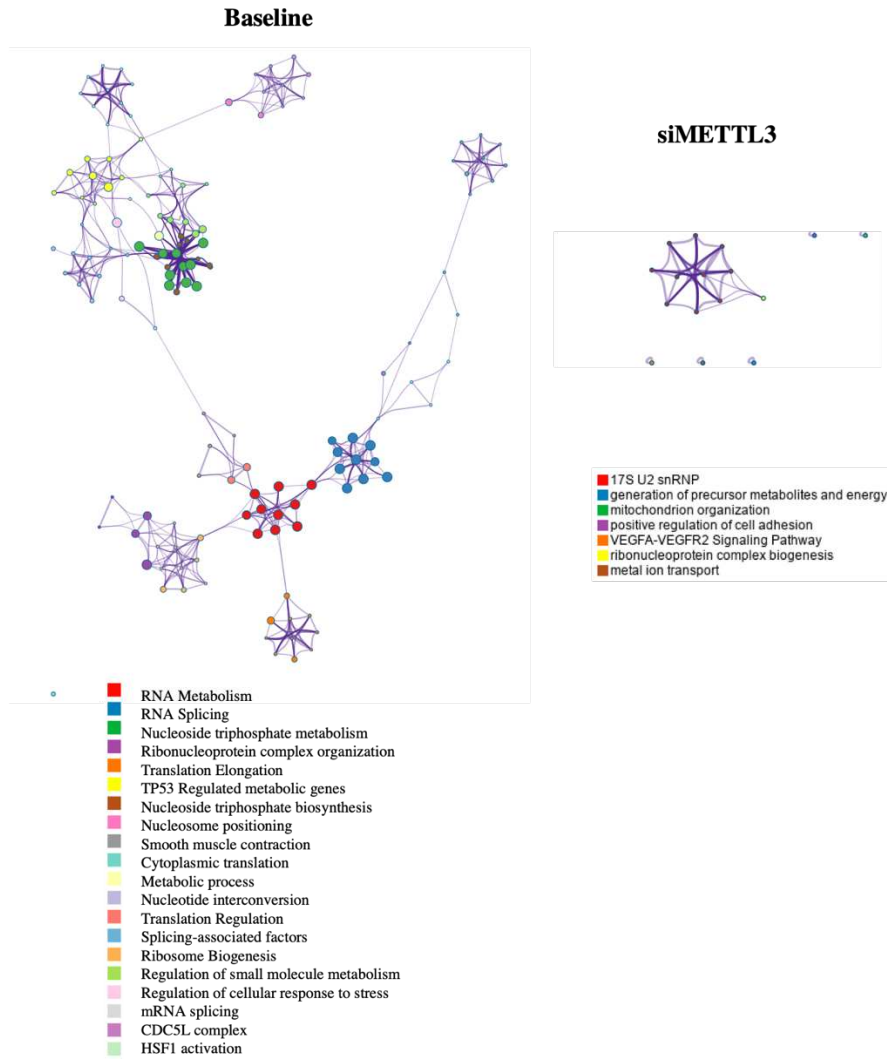 Baseline
siMETTL3
17S U2 snRNP
generation of precursor metabolites and energy
mitochondrion organization
positive regulation of cell adhesion
VEGFA-VEGFR2 Signaling Pathway
ribonucleoprotein complex biogenesis
metal ion transport
RNA Metabolism
RNA Splicing
Nucleoside triphosphate metabolism
Ribonucleoprotein complex organization
Translation Elongation
TP53 Regulated metabolic genes
Nucleoside triphosphate biosynthesis
Nucleosome positioning
Smooth muscle contraction
Cytoplasmic translation
Metabolic process
Nucleotide interconversion
Translation Regulation
Splicing-associated factors
Ribosome Biogenesis
Regulation of small molecule metabolism
Regulation of cellular response to stress
mRNA splicing
CDC5L complex
HSF1 activation